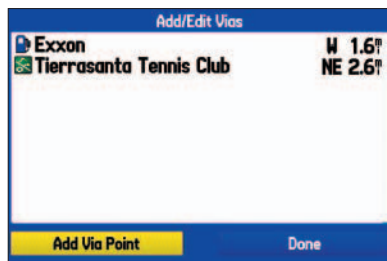 Add/Edit Vias
Exxon W 1.6mi
Tierrasanta Tennis Club NE 2.6mi
Add Via Point Done